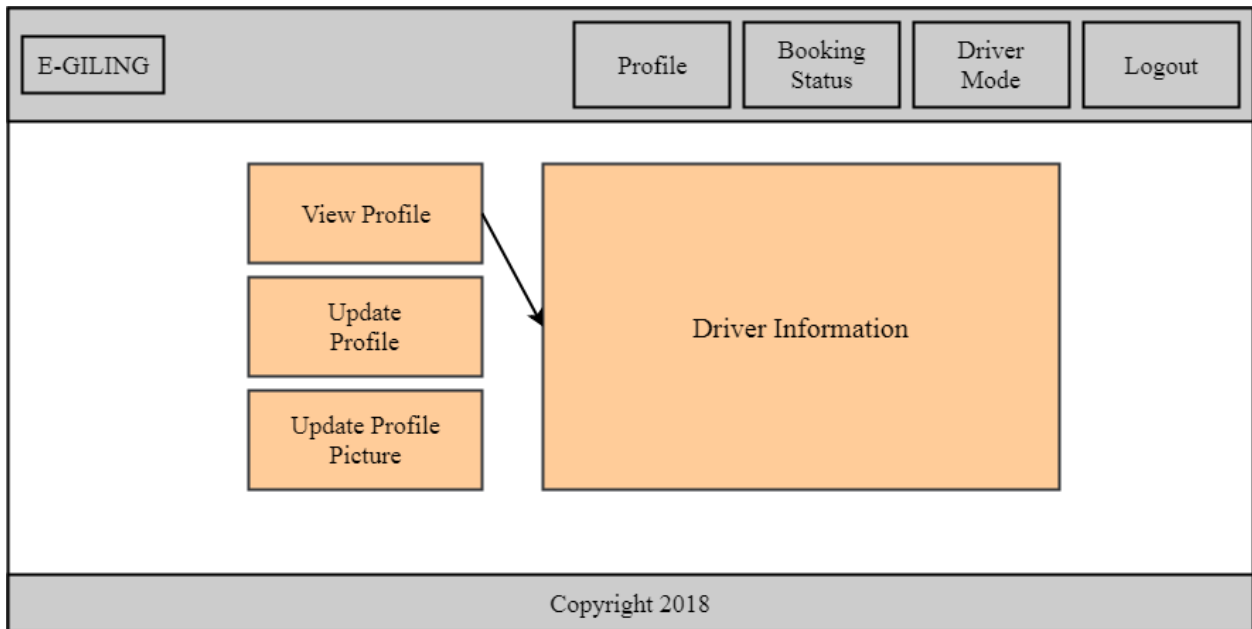 E-GILING
Profile
Booking
Status
Driver
Mode
Logout
View Profile
Update
Profile
Update Profile
Picture
Driver Information
Copyright 2018